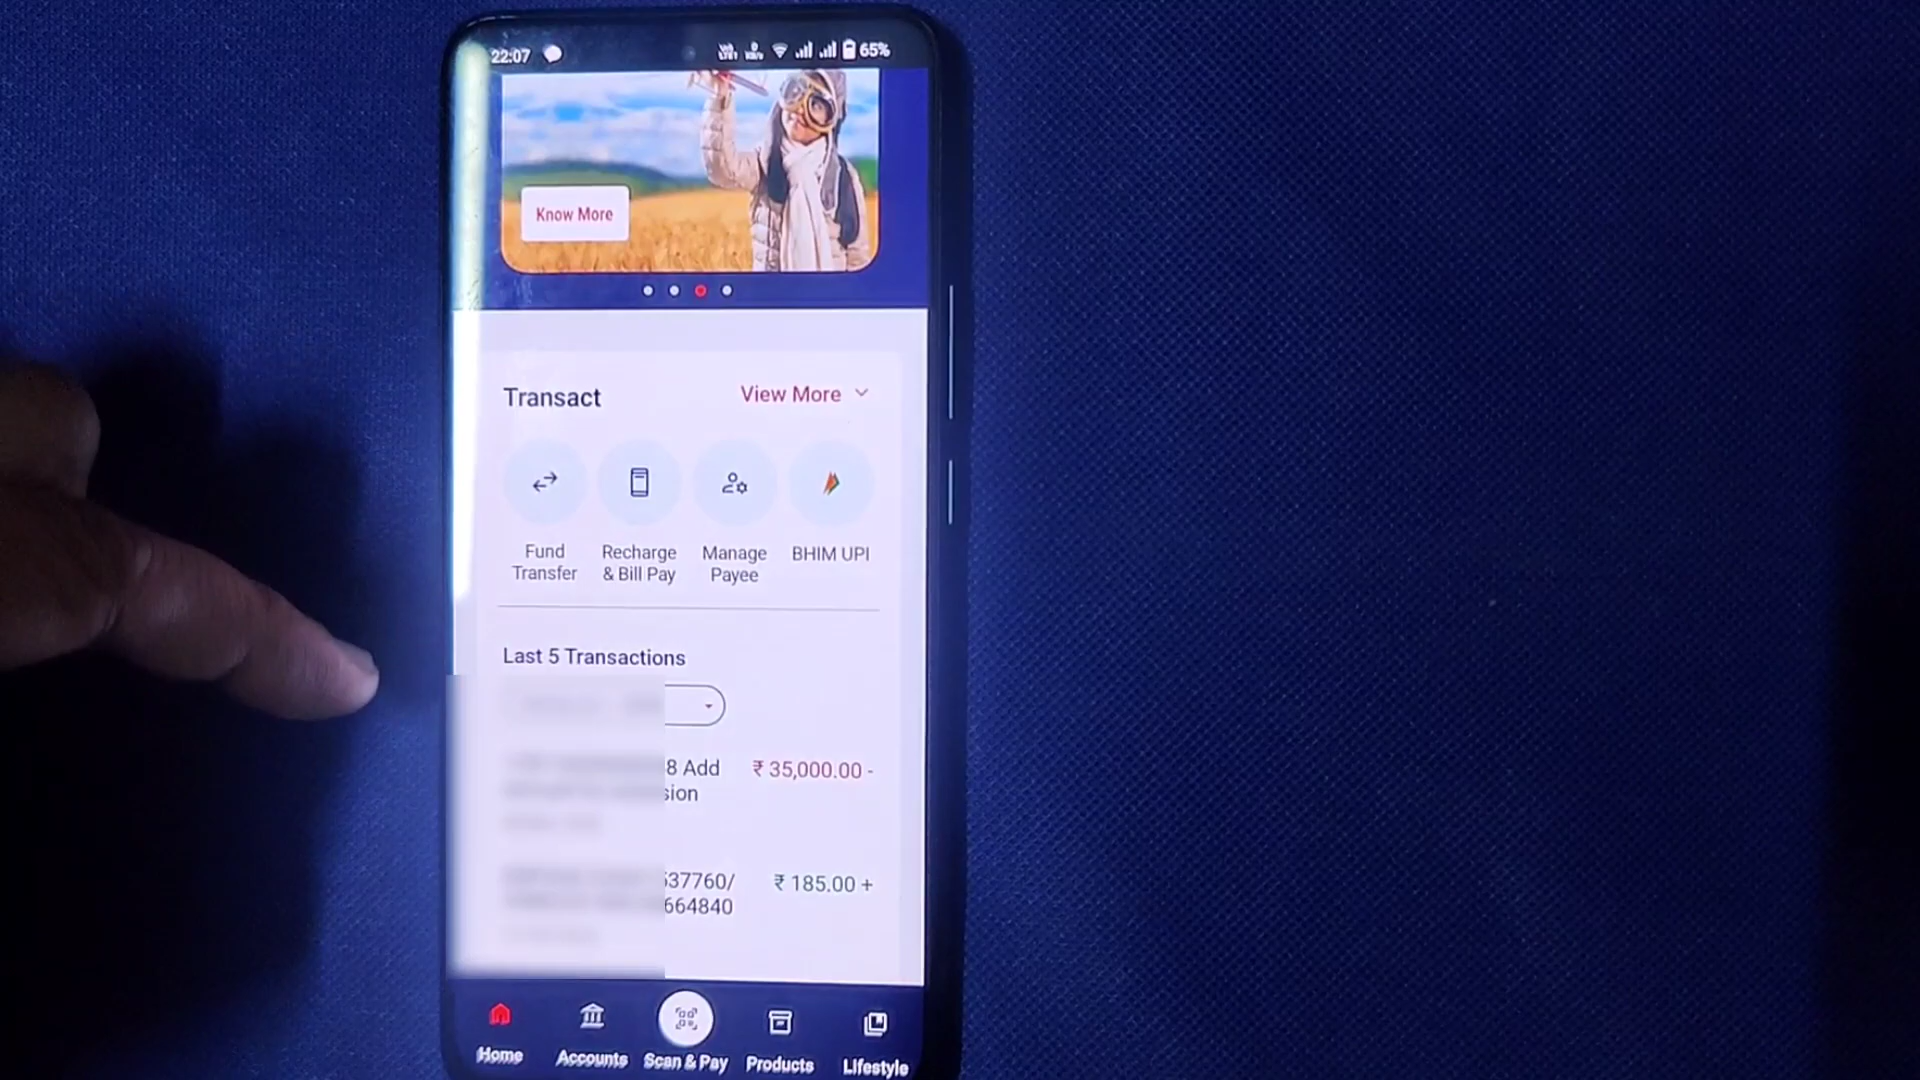 22:07
65%
Know More
Transact
View More
Fund Transfer
Recharge & Bill Pay
Manage Payee
BHIM UPI
Last 5 Transactions
8 Add
sion
₹ 35,000.00 -
537760/
664840
₹ 185.00 +
Home
Accounts
Scan & Pay
Products
Lifestyle